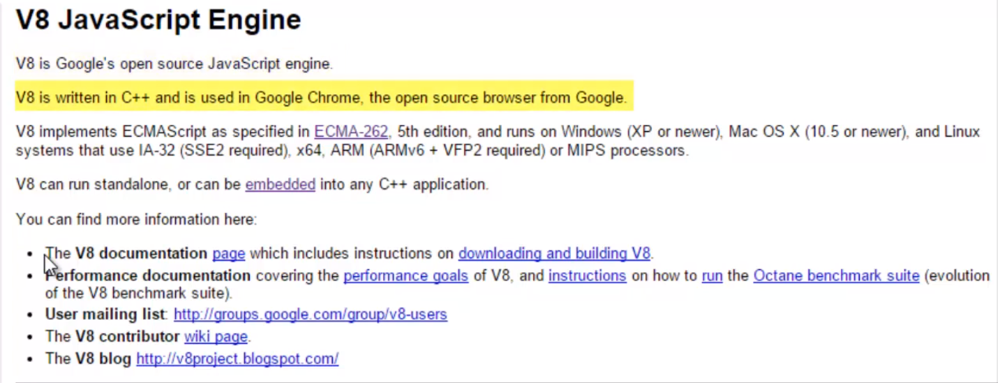 V8 JavaScript Engine
V8 is Google's open source JavaScript engine.
V8 is written in C++ and is used in Google Chrome, the open source browser from Google.
V8 implements ECMAScript as specified in ECMA-262, 5th edition, and runs on Windows (XP or newer), Mac OS X (10.5 or newer), and Linux
systems that use IA-32 (SSE2 required), x64, ARM (ARMv6 + VFP2 required) or MIPS processors.
V8 can run standalone, or can be embedded into any C++ application.
You can find more information here:
• The V8 documentation page which includes instructions on downloading and building V8.
• Performance documentation covering the performance goals of V8, and instructions on how to run the Octane benchmark suite (evolution
of the V8 benchmark suite).
• User mailing list: http://groups.google.com/group/v8-users
• The V8 contributor wiki page.
• The V8 blog http://v8project.blogspot.com/